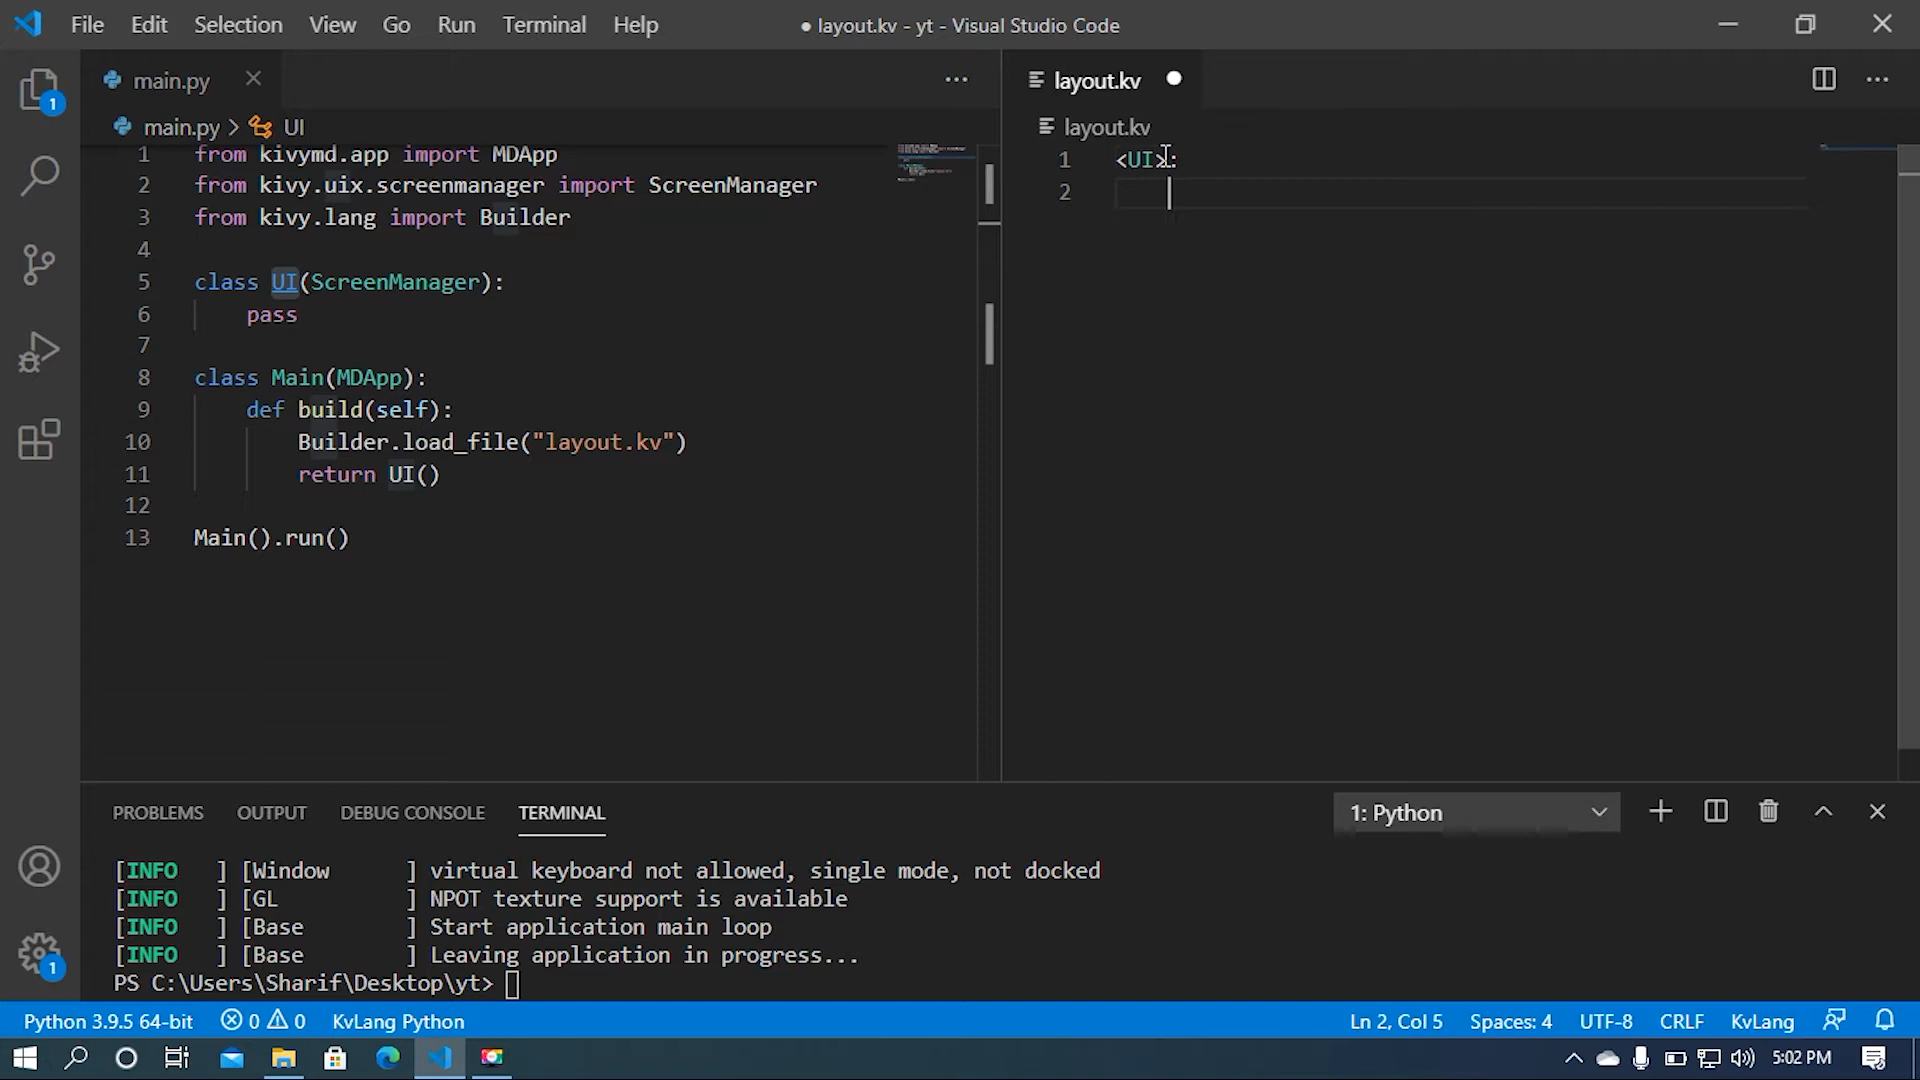 File Edit Selection View Go Run Terminal Help
● layout.kv - yt - Visual Studio Code
main.py
main.py > UI
1 from kivymd.app import MDApp
2 from kivy.uix.screenmanager import ScreenManager
3 from kivy.lang import Builder
4
5 class UI(ScreenManager):
6 pass
7
8 class Main(MDApp):
9 def build(self):
10 Builder.load_file("layout.kv")
11 return UI()
12
13 Main().run()
layout.kv
layout.kv
1 <UI>:
2
1
1
PROBLEMS OUTPUT DEBUG CONSOLE TERMINAL
1: Python
[INFO ] [Window ] virtual keyboard not allowed, single mode, not docked
[INFO ] [GL ] NPOT texture support is available
[INFO ] [Base ] Start application main loop
[INFO ] [Base ] Leaving application in progress...
PS C:\Users\Sharif\Desktop\yt>
Python 3.9.5 64-bit 0 0 KvLang Python
Ln 2, Col 5 Spaces: 4 UTF-8 CRLF KvLang
5:02 PM